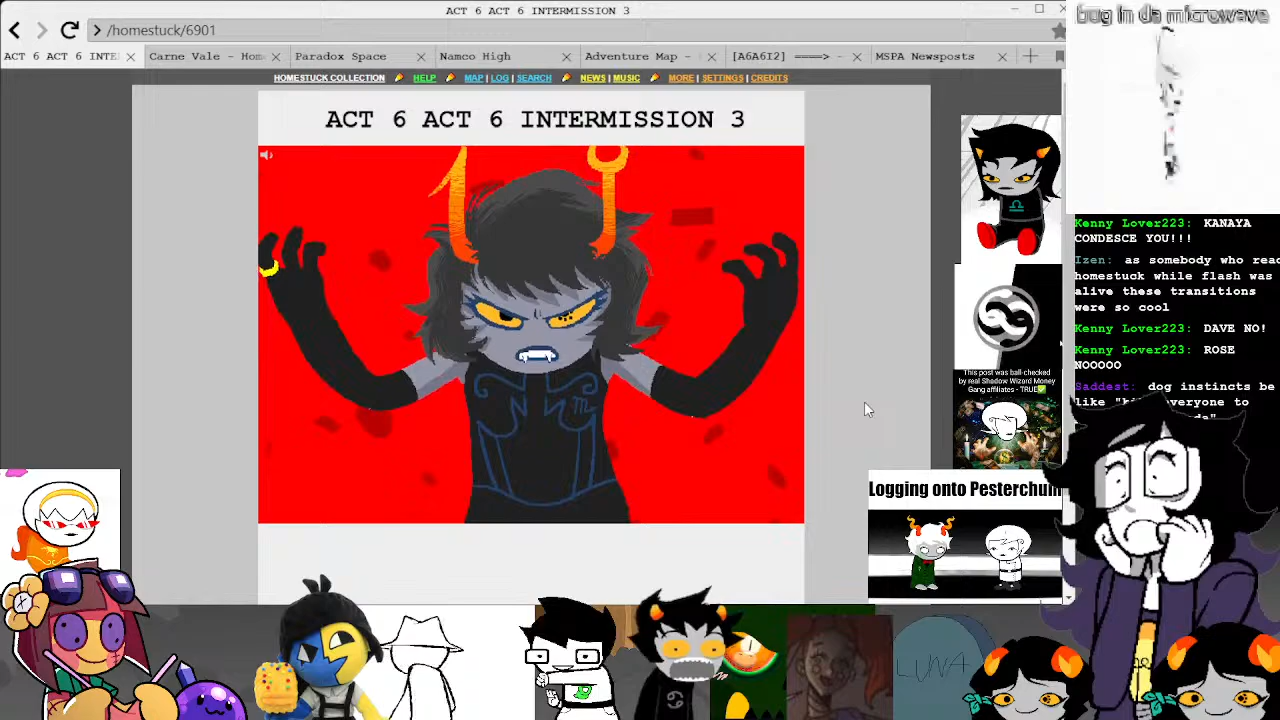 ACT 6 ACT 6 INTERMISSION 3
bug in da microwave
/homestuck/6901
ACT 6 ACT 6 INTE
Carne Vale - Hom
Paradox Space
Namco High
Adventure Map -
[A6A6I2] ====> -
MSPA Newsposts
HOMESTUCK COLLECTION HELP MAP | LOG | SEARCH NEWS | MUSIC MORE | SETTINGS | CREDITS
ACT 6 ACT 6 INTERMISSION 3
Kenny Lover223: KANAYA
CONDESCE YOU!!!
Izen: as somebody who read
homestuck while flash was
alive these transitions
were so cool
Kenny Lover223: DAVE NO!
Kenny Lover223: ROSE
NOOOOO
Saddest: dog instincts be
like
everyone to
This post was ball-checked
by real Shadow Wizard Money
Gang affiliates - TRUE✅
Logging onto Pesterchum
LUNA